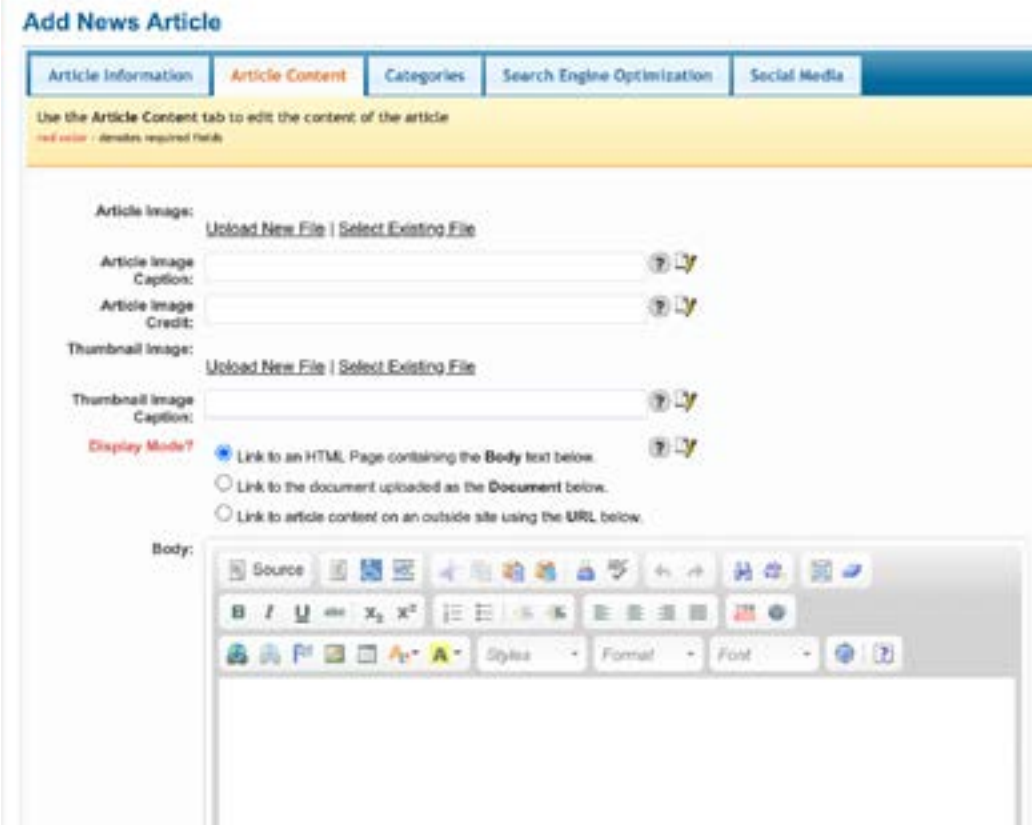 Add News Article
Article Information
Article Content
Categories
Search Engine Optimization
Social Media
Use the Article Content tab to edit the content of the article
red color - denotes required fields
Article Image:
Upload New File | Select Existing File
Article Image
Caption:
Article Image
Credit:
Thumbnail Image:
Upload New File | Select Existing File
Thumbnail Image
Caption:
Display Mode?
Link to an HTML Page containing the Body text below.
Link to the document uploaded as the Document below.
Link to article content on an outside site using the URL below.
Body:
Source
B I U abc X₂ X²
Styles Format Font